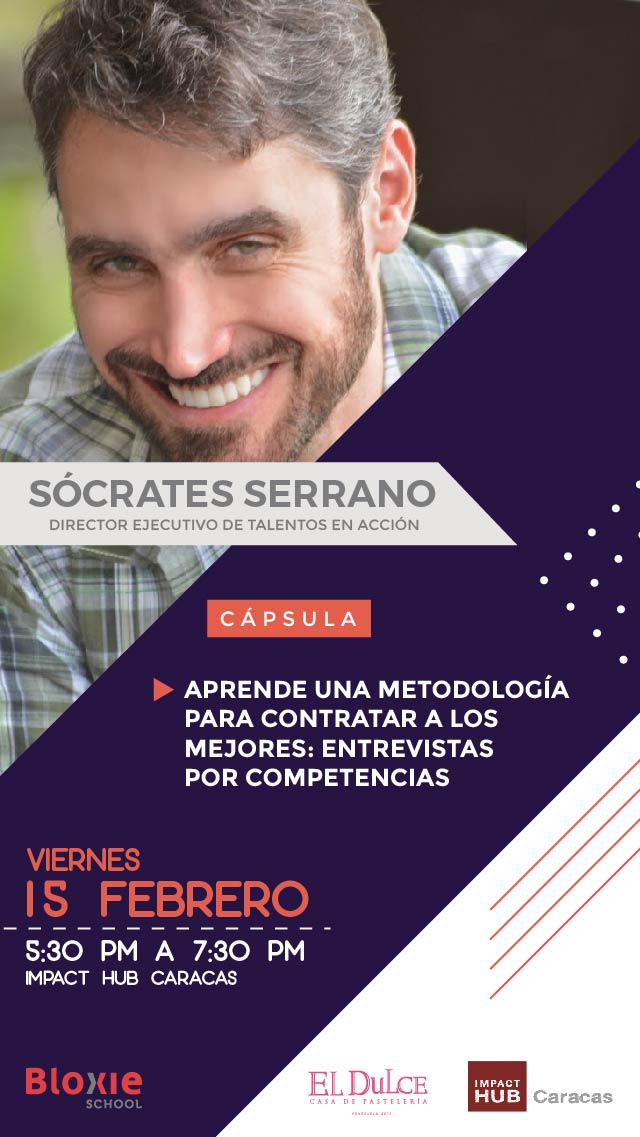 SÓCRATES SERRANO
DIRECTOR EJECUTIVO DE TALENTOS EN ACCIÓN
CÁPSULA
APRENDE UNA METODOLOGÍA
PARA CONTRATAR A LOS
MEJORES: ENTREVISTAS
POR COMPETENCIAS
VIERNES
15 FEBRERO
5:30 PM A 7:30 PM
IMPACT HUB CARACAS
Bloxie
SCHOOL
EL DuLCE
CASA DE PASTELERÍA
IMPACT
HUB Caracas